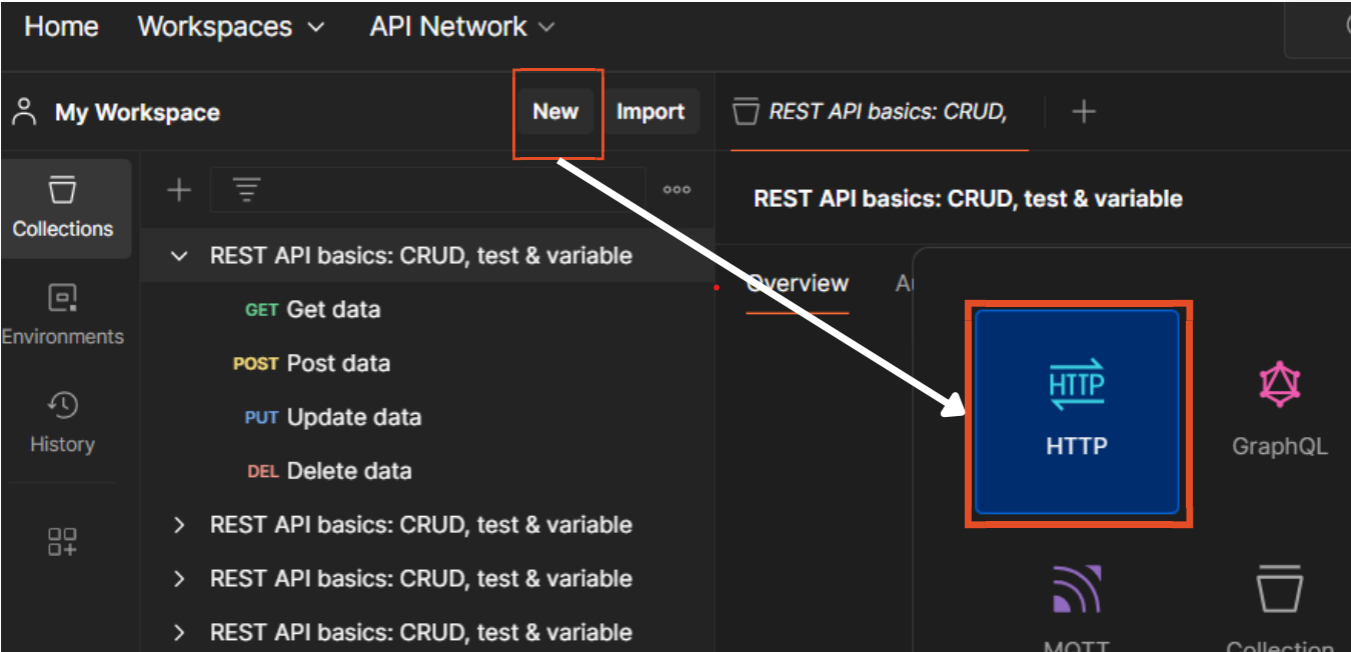 Home Workspaces API Network
My Workspace New Import REST API basics: CRUD,
REST API basics: CRUD, test & variable
Collections
REST API basics: CRUD, test & variable
Overview
GET Get data
Environments
POST Post data
HTTP
PUT Update data
History
HTTP GraphQL
DEL Delete data
REST API basics: CRUD, test & variable
REST API basics: CRUD, test & variable
REST API basics: CRUD, test & variable
MQTT Collection